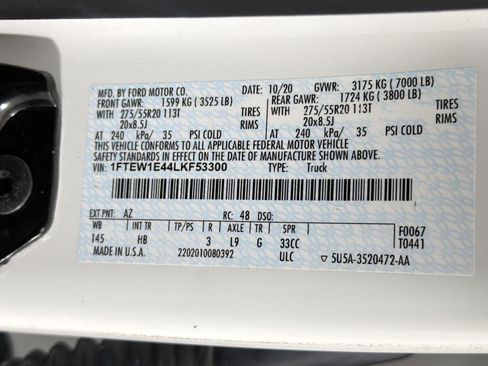 MFD. BY FORD MOTOR CO. 10/20 GVWR: 3175 KG (7000 LB)
FRONT GAWR: 1599 KG (3525 LB) REAR GAWR: 1724 KG (3800 LB)
275/55R20 113T TIRES 275/55R20 113T TIRES
20x8.5J RIMS 20x8.5J RIMS
AT 240 kPa/ 35 PSI COLD AT 240 kPa/ 35 PSI COLD
THIS VEHICLE CONFORMS TO ALL APPLICABLE FEDERAL MOTOR VEHICLE
SAFETY STANDARDS IN EFFECT ON THE DATE OF MANUFACTURE SHOWN ABOVE.
VIN: 1FTEW1E44LKF53300 TYPE: Truck
EXT PNT: AZ RC: 48 DSO: F0067
WB INT TR TP/PS R AXLE TR SPR T0441
145 HB 3 L9 G 33CC
MADE IN U.S.A. 2202010080392 ULC ▽ 5U5A-3520472-AA